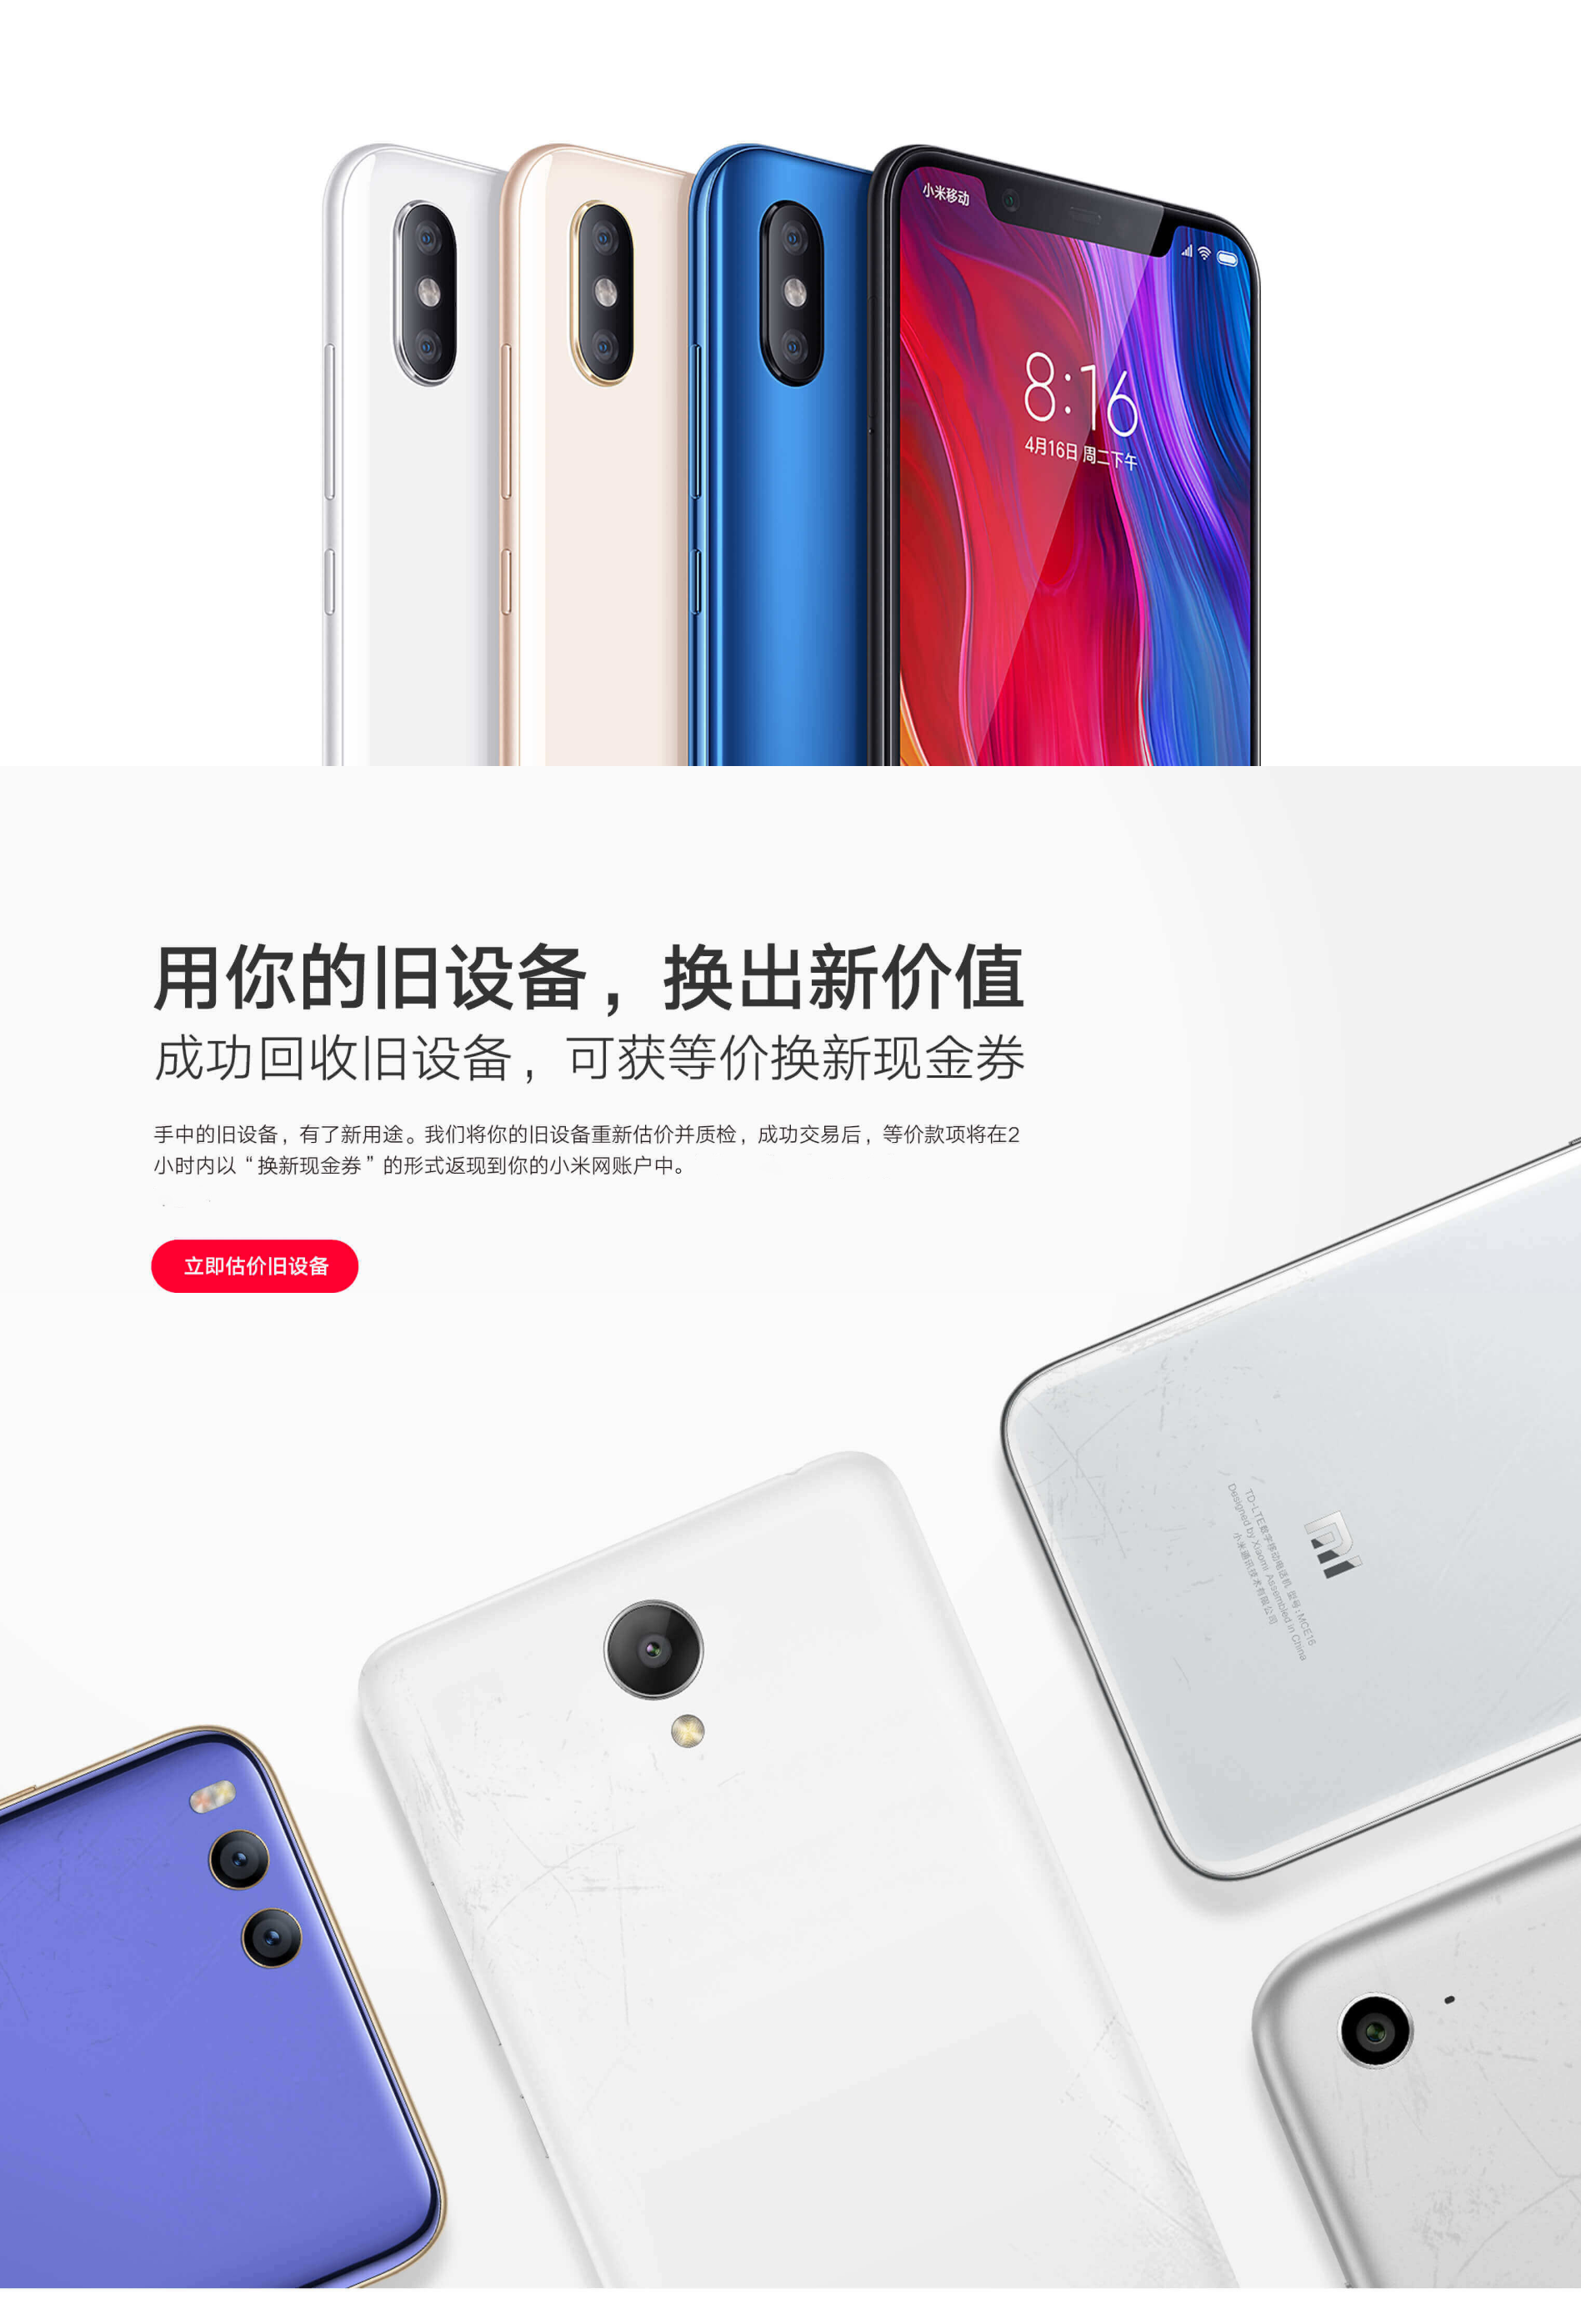 小米移动
8:16
4月16日 周二下午
用你的旧设备，换出新价值
成功回收旧设备，可获等价换新现金券
手中的旧设备，有了新用途。我们将你的旧设备重新估价并质检，成功交易后，等价款项将在2
小时内以“换新现金券”的形式返现到你的小米网账户中。
立即估价旧设备
MI
TD-LTE数字移动电话机 型号:MCE16
Designed by Xiaomi Assembled in China
小米通讯技术有限公司